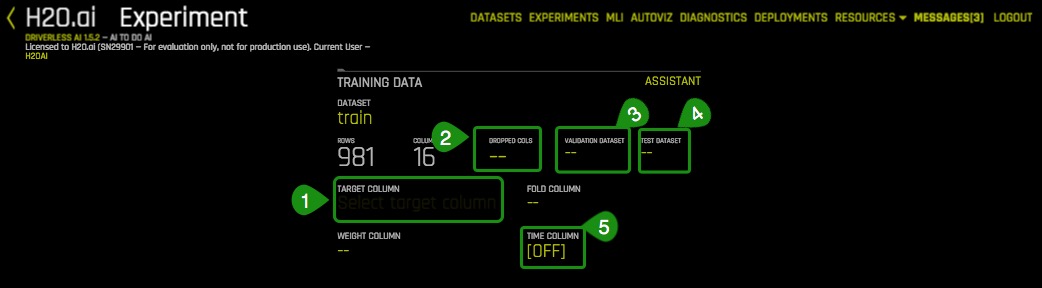 H2O.ai Experiment
DATASETS EXPERIMENTS MLI AUTOVIZ DIAGNOSTICS DEPLOYMENTS RESOURCES MESSAGES[3] LOGOUT
DRIVERLESS AI 1.5.2 – AI TO DO AI
Licensed to H2O.ai (SN29901 – For evaluation only, not for production use). Current User –
H2OAI
TRAINING DATA ASSISTANT
DATASET
train
2 3 4
ROWS COLUM DROPPED COLS VALIDATION DATASET TEST DATASET
981 16 -- -- --
1
TARGET COLUMN FOLD COLUMN
Select target column --
5
WEIGHT COLUMN TIME COLUMN
-- [OFF]